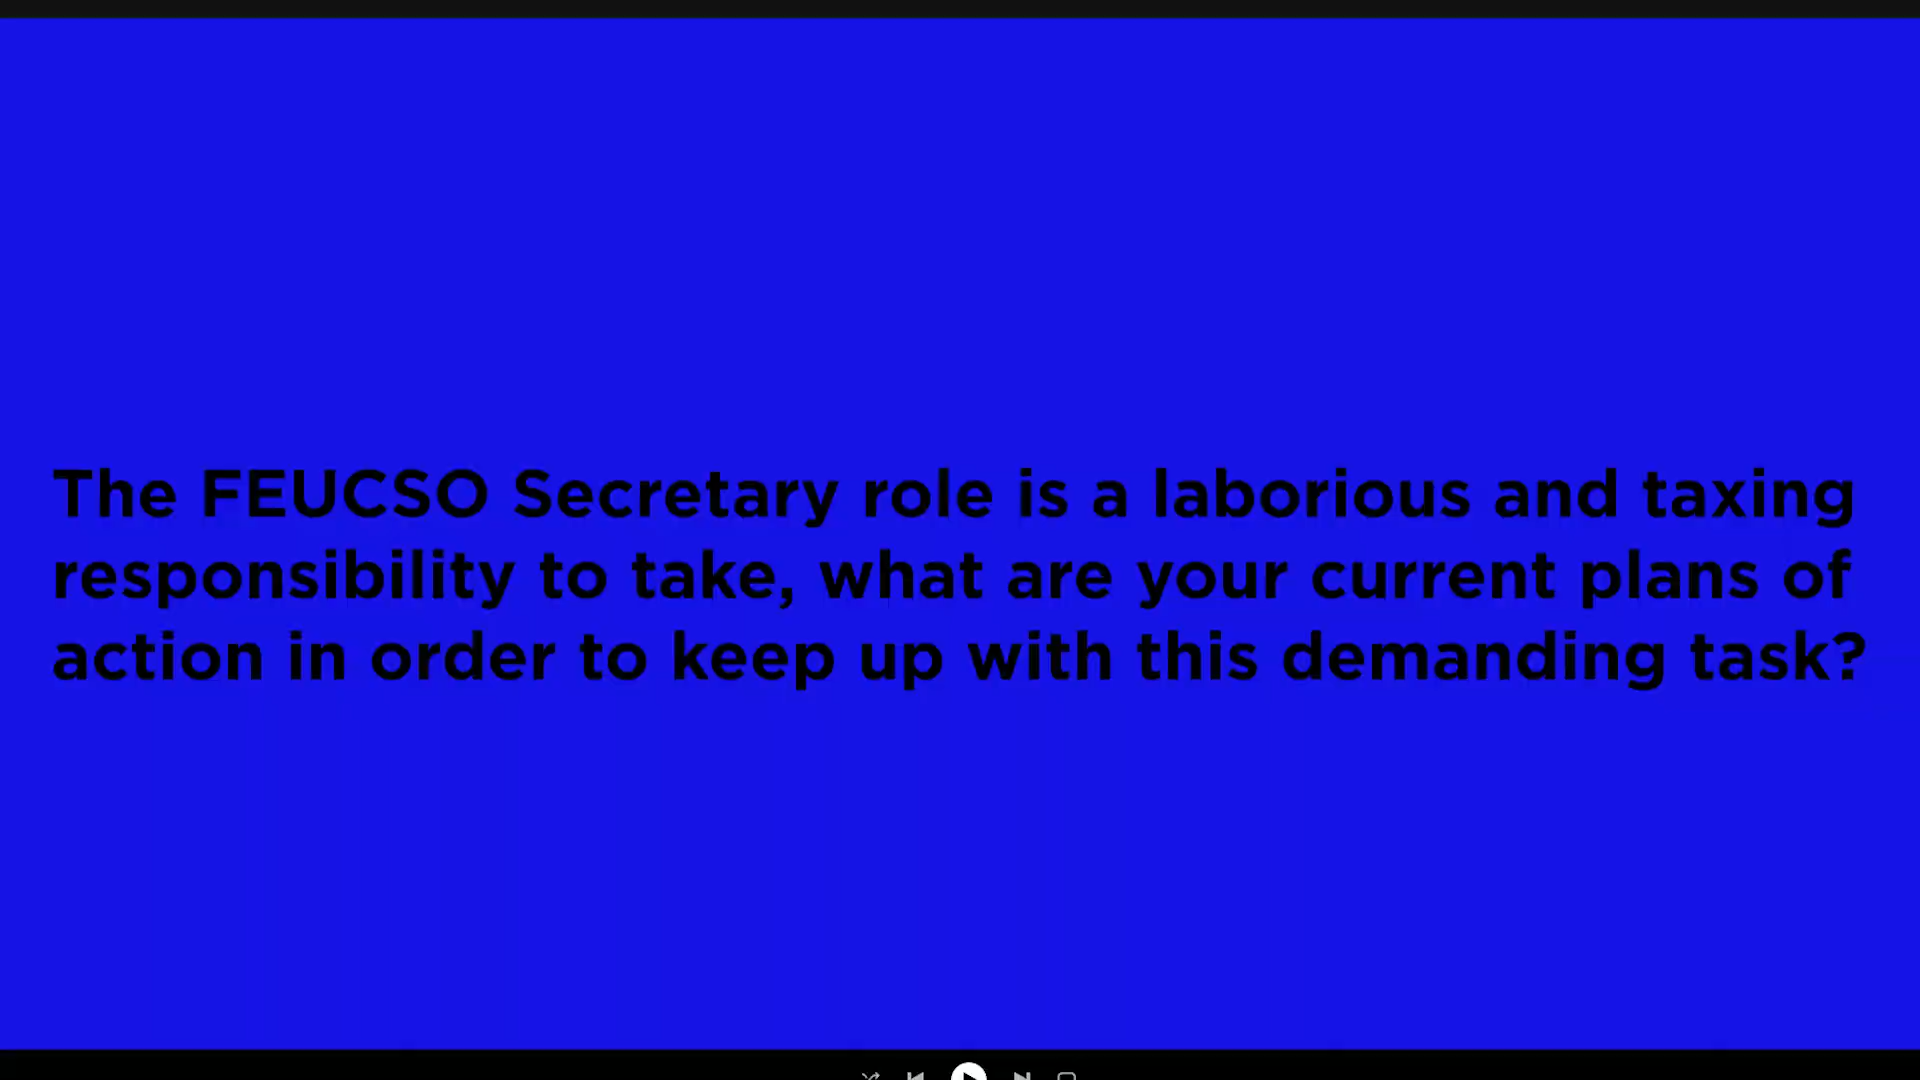 The FEUCSO Secretary role is a laborious and taxing
responsibility to take, what are your current plans of
action in order to keep up with this demanding task?